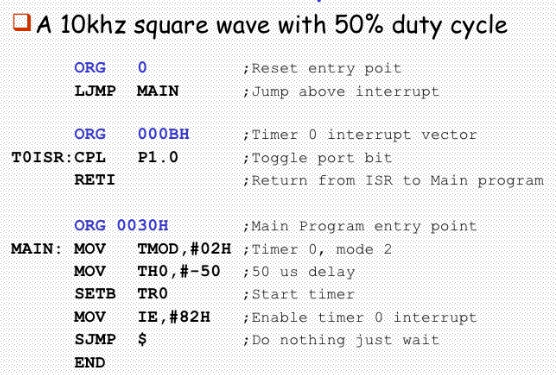 A 10khz square wave with 50% duty cycle
ORG 0 ;Reset entry poit
LJMP MAIN ;Jump above interrupt
ORG 000BH ;Timer 0 interrupt vector
T0ISR:CPL P1.0 ;Toggle port bit
RETI ;Return from ISR to Main program
ORG 0030H ;Main Program entry point
MAIN: MOV TMOD,#02H ;Timer 0, mode 2
MOV TH0,#-50 ;50 us delay
SETB TR0 ;Start timer
MOV IE,#82H ;Enable timer 0 interrupt
SJMP $ ;Do nothing just wait
END